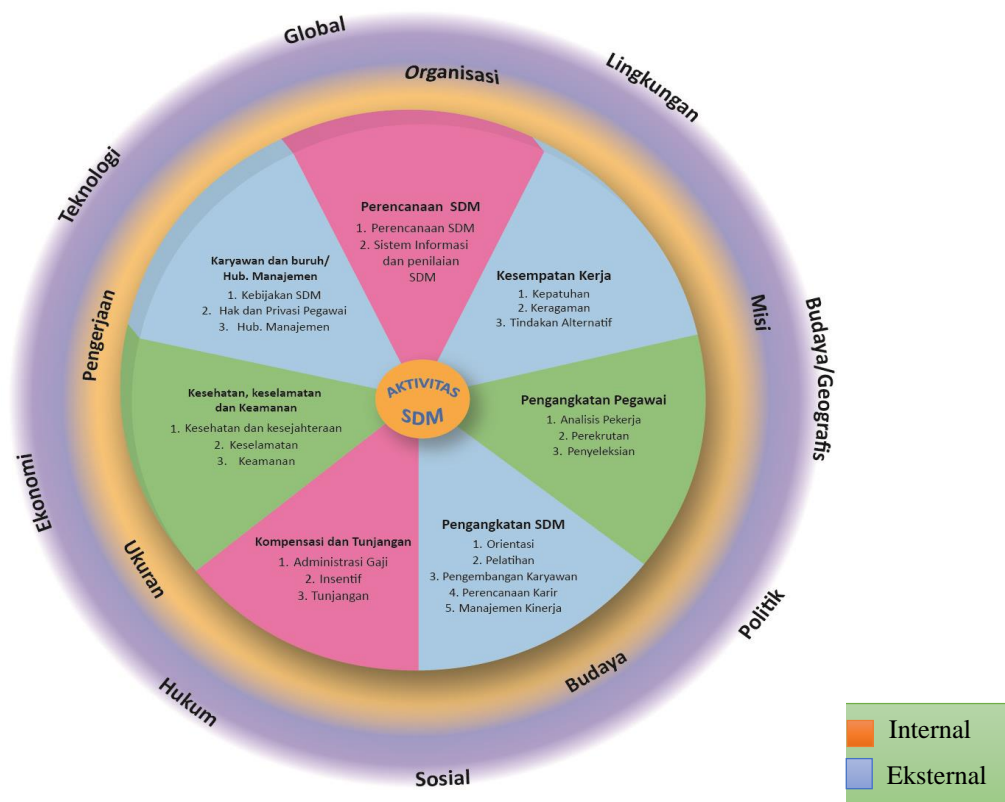 Global
Lingkungan
Organisasi
Teknologi
Perencanaan SDM
1. Perencanaan SDM
2. Sistem Informasi
dan penilaian
SDM
Karyawan dan buruh/
Hub. Manajemen
1. Kebijakan SDM
2. Hak dan Privasi Pegawai
3. Hub. Manajemen
Kesempatan Kerja
1. Kepatuhan
2. Keragaman
3. Tindakan Alternatif
Pengerjaan
Misi
Budaya/Geografis
AKTIVITAS
SDM
Kesehatan, keselamatan
dan Keamanan
1. Kesehatan dan kesejahteraan
2. Keselamatan
3. Keamanan
Pengangkatan Pegawai
1. Analisis Pekerja
2. Perekrutan
3. Penyeleksian
Ekonomi
Ukuran
Kompensasi dan Tunjangan
1. Administrasi Gaji
2. Insentif
3. Tunjangan
Pengangkatan SDM
1. Orientasi
2. Pelatihan
3. Pengembangan Karyawan
4. Perencanaan Karir
5. Manajemen Kinerja
Politik
Budaya
Hukum
Sosial
Internal
Eksternal